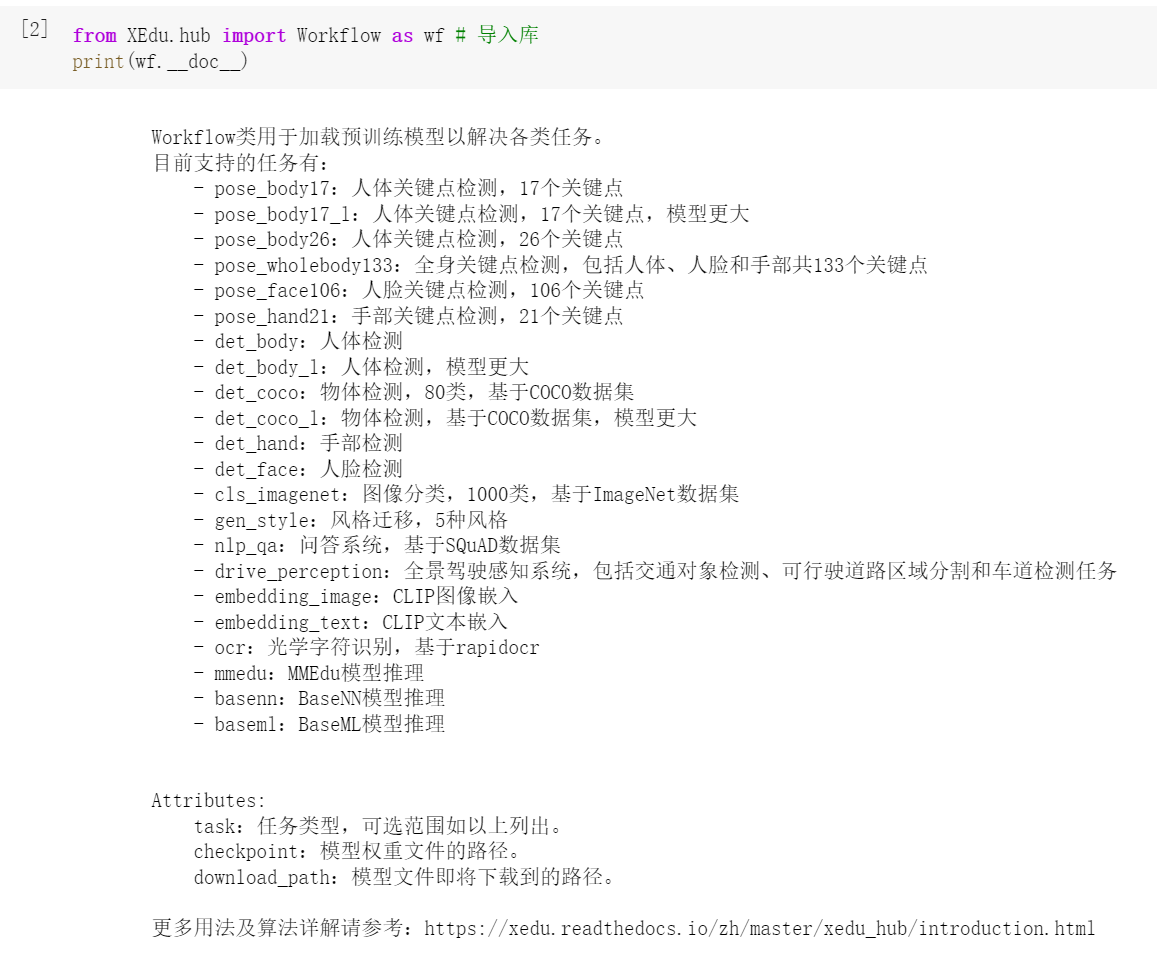 [2] from XEdu.hub import Workflow as wf # 导入库
print(wf.__doc__)
Workflow类用于加载预训练模型以解决各类任务。
目前支持的任务有:
- pose_body17: 人体关键点检测, 17个关键点
- pose_body17_l: 人体关键点检测, 17个关键点, 模型更大
- pose_body26: 人体关键点检测, 26个关键点
- pose_wholebody133: 全身关键点检测, 包括人体、人脸和手部共133个关键点
- pose_face106: 人脸关键点检测, 106个关键点
- pose_hand21: 手部关键点检测, 21个关键点
- det_body: 人体检测
- det_body_l: 人体检测, 模型更大
- det_coco: 物体检测, 80类, 基于COCO数据集
- det_coco_l: 物体检测, 基于COCO数据集, 模型更大
- det_hand: 手部检测
- det_face: 人脸检测
- cls_imagenet: 图像分类, 1000类, 基于ImageNet数据集
- gen_style: 风格迁移, 5种风格
- nlp_qa: 问答系统, 基于SQuAD数据集
- drive_perception: 全景驾驶感知系统, 包括交通对象检测、可行驶道路区域分割和车道检测任务
- embedding_image: CLIP图像嵌入
- embedding_text: CLIP文本嵌入
- ocr: 光学字符识别, 基于rapidocr
- mmedu: MMEdu模型推理
- basenn: BaseNN模型推理
- baseml: BaseML模型推理
Attributes:
task: 任务类型, 可选范围如以上列出。
checkpoint: 模型权重文件的路径。
download_path: 模型文件即将下载到的路径。
更多用法及算法详解请参考: https://xedu.readthedocs.io/zh/master/xedu_hub/introduction.html